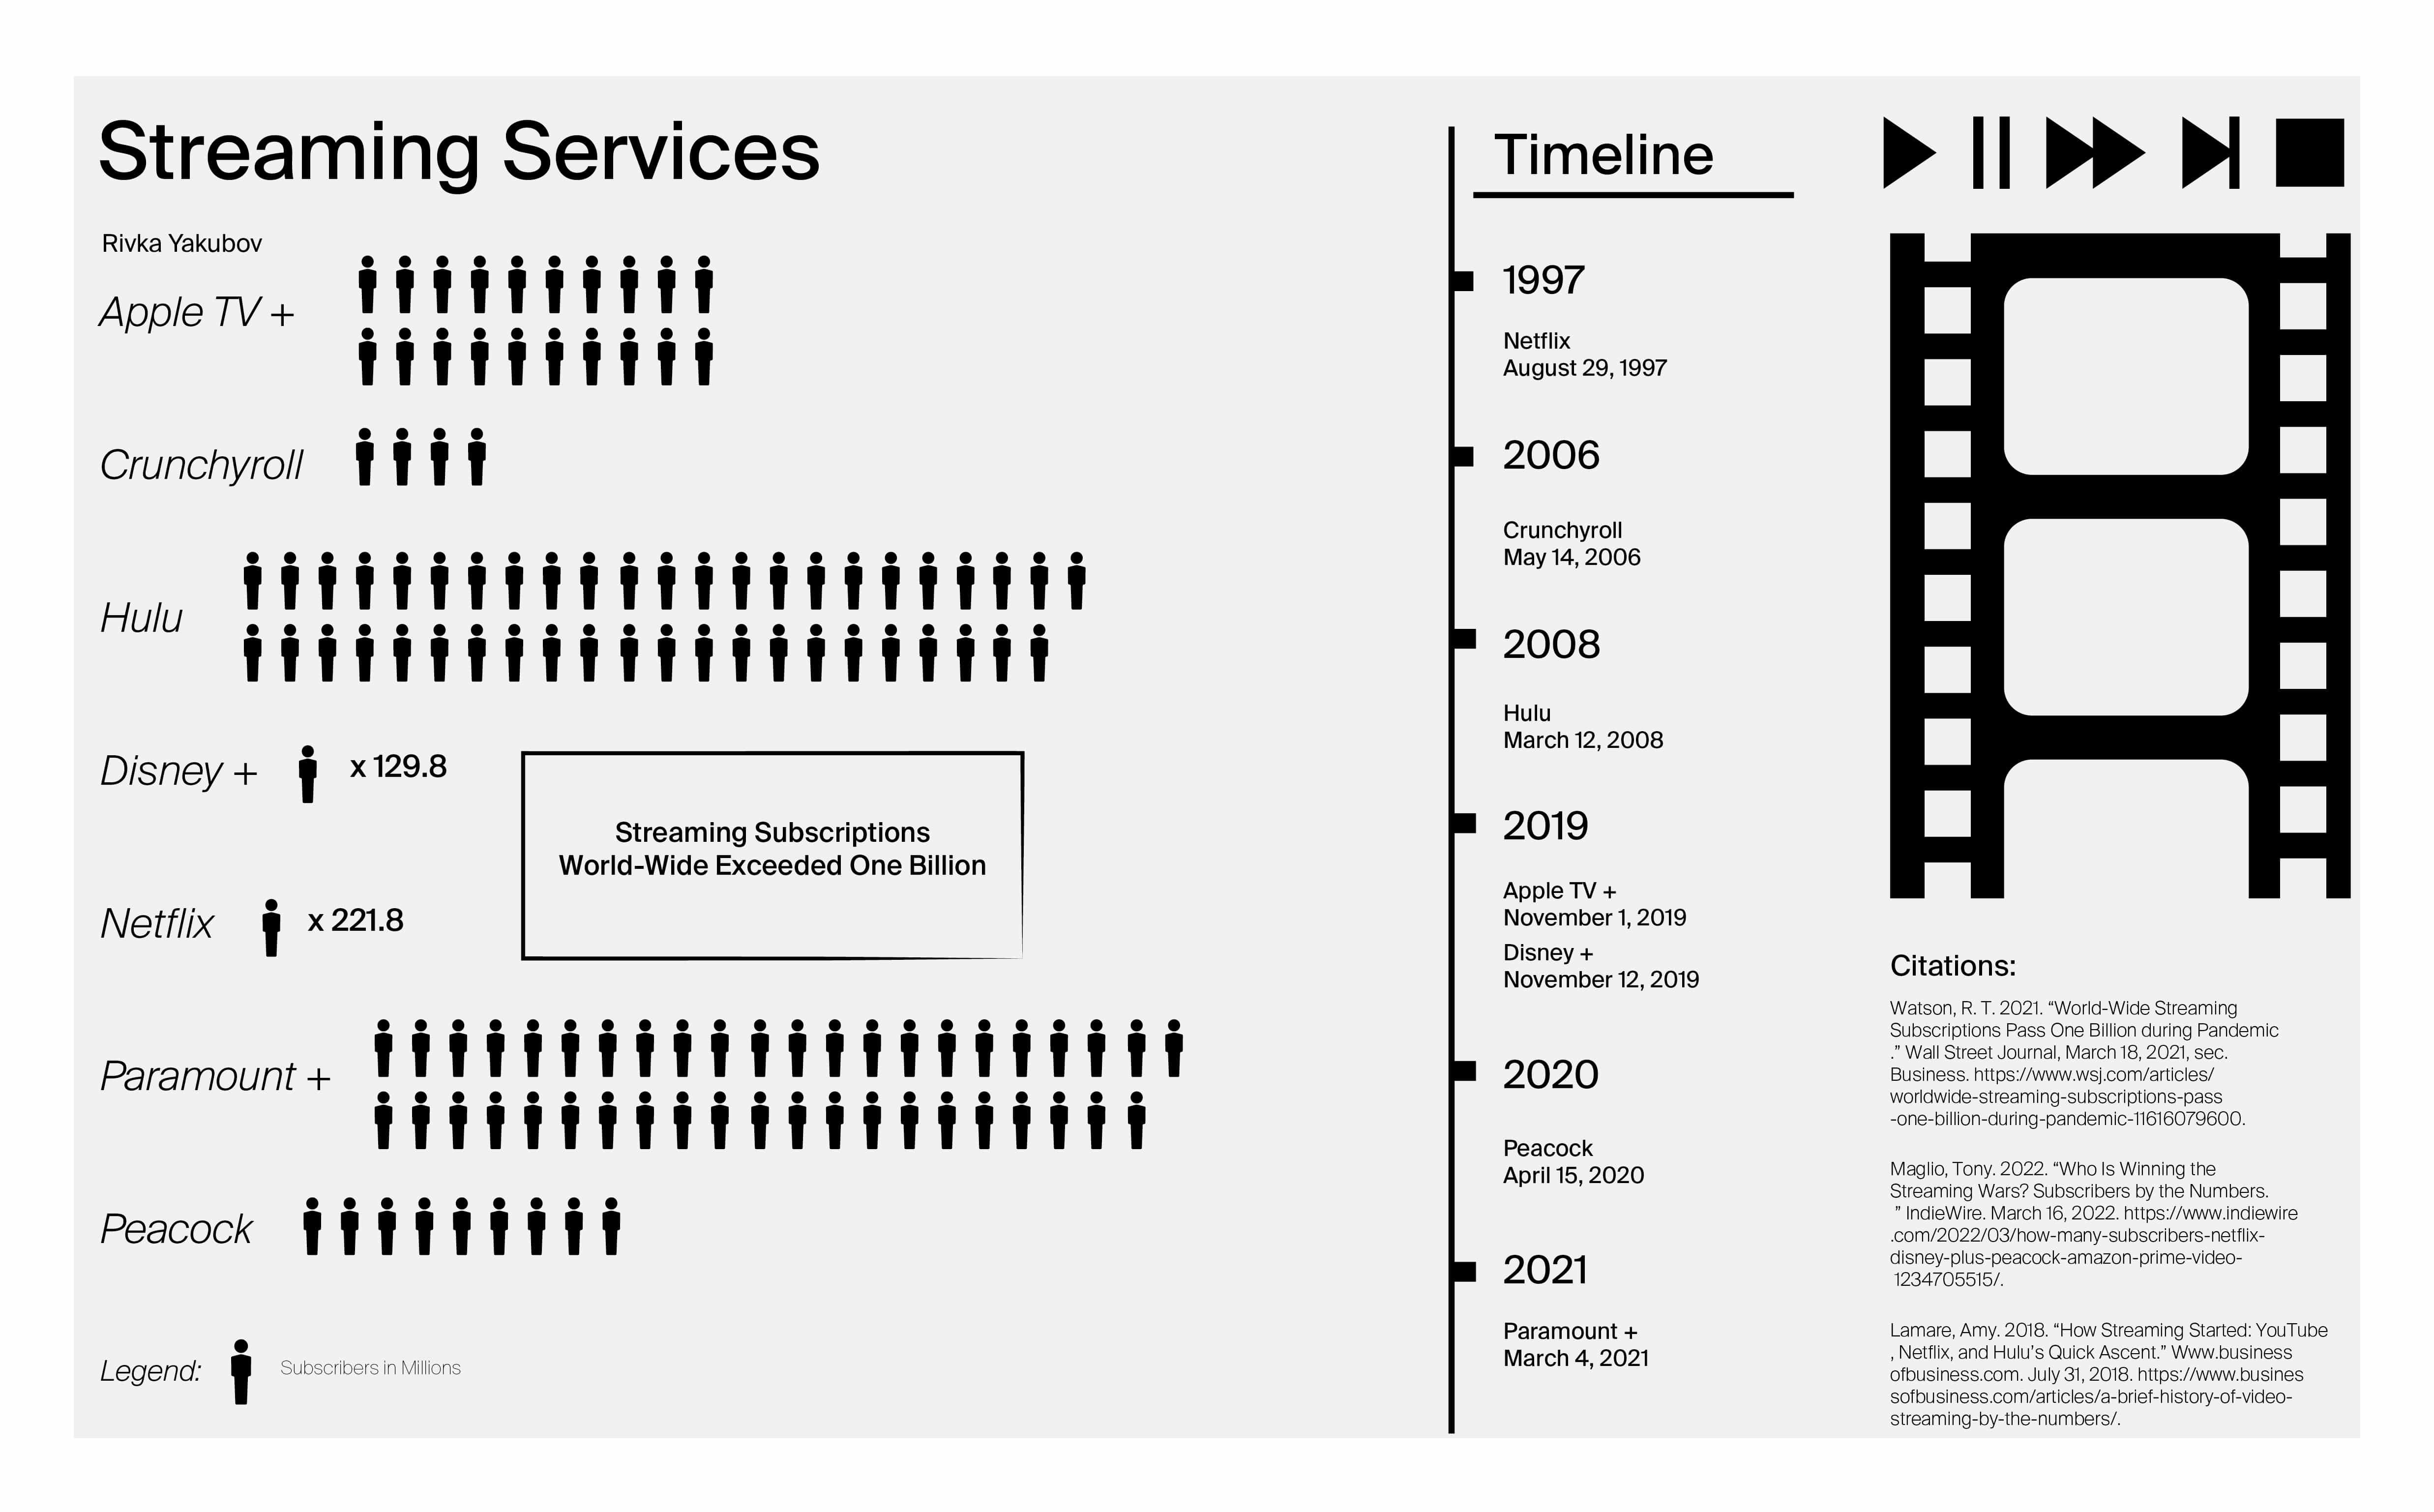 Streaming Services
Rivka Yakubov
Apple TV +
Crunchyroll
Hulu
Disney +
x 129.8
Netflix
x 221.8
Streaming Subscriptions
World-Wide Exceeded One Billion
Paramount +
Peacock
Legend:
Subscribers in Millions
Timeline
1997
Netflix
August 29, 1997
2006
Crunchyroll
May 14, 2006
2008
Hulu
March 12, 2008
2019
Apple TV +
November 1, 2019
Disney +
November 12, 2019
2020
Peacock
April 15, 2020
2021
Paramount +
March 4, 2021
Citations:
Watson, R. T. 2021. “World-Wide Streaming
Subscriptions Pass One Billion during Pandemic
.” Wall Street Journal, March 18, 2021, sec.
Business. https://www.wsj.com/articles/
worldwide-streaming-subscriptions-pass
-one-billion-during-pandemic-11616079600.
Maglio, Tony. 2022. “Who Is Winning the
Streaming Wars? Subscribers by the Numbers.
” IndieWire. March 16, 2022. https://www.indiewire
.com/2022/03/how-many-subscribers-netflix-
disney-plus-peacock-amazon-prime-video-
1234705515/.
Lamare, Amy. 2018. “How Streaming Started: YouTube
, Netflix, and Hulu’s Quick Ascent.” Www.business
ofbusiness.com. July 31, 2018. https://www.busines
sofbusiness.com/articles/a-brief-history-of-video-
streaming-by-the-numbers/.